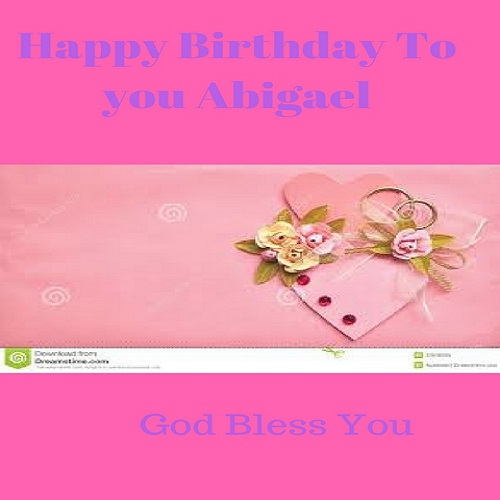 Happy Birthday To
you Abigael
Download from
Dreamstime.com
God Bless You